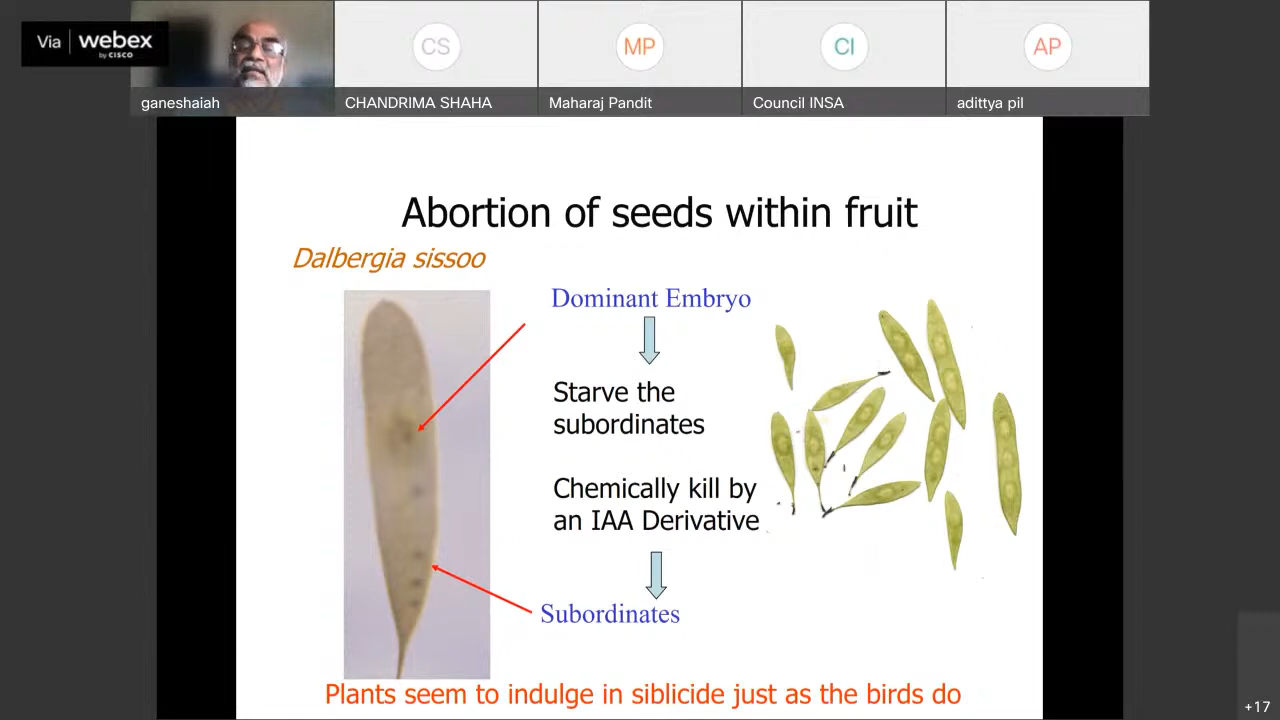 Via webex
by CISCO
CS
MP
CI
AP
ganeshaiah
CHANDRIMA SHAHA
Maharaj Pandit
Council INSA
adittya pil
Abortion of seeds within fruit
Dalbergia sissoo
Dominant Embryo
Starve the
subordinates
Chemically kill by
an IAA Derivative
Subordinates
Plants seem to indulge in siblicide just as the birds do
+17